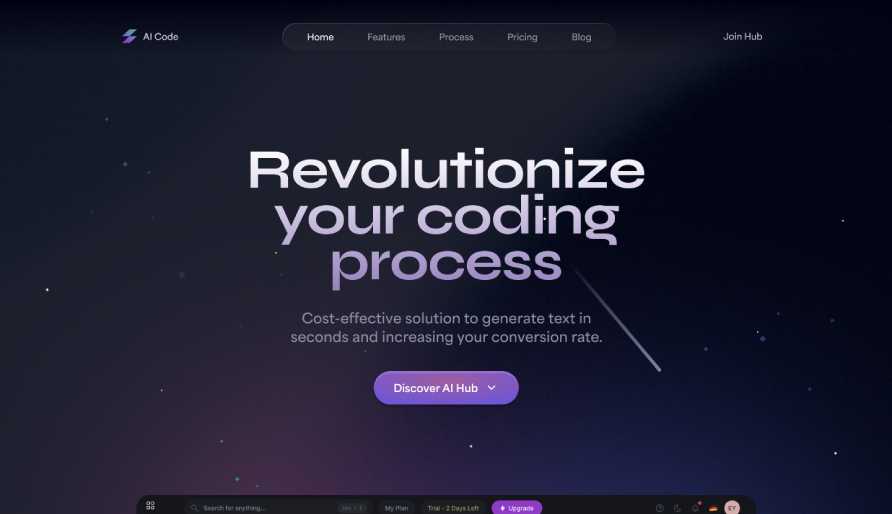 AI Code
Home Features Process Pricing Blog
Join Hub
Revolutionize
your coding
process
Cost-effective solution to generate text in
seconds and increasing your conversion rate.
Discover AI Hub
Search for anything...
My Plan
Trial - 2 Days Left
Upgrade
EY